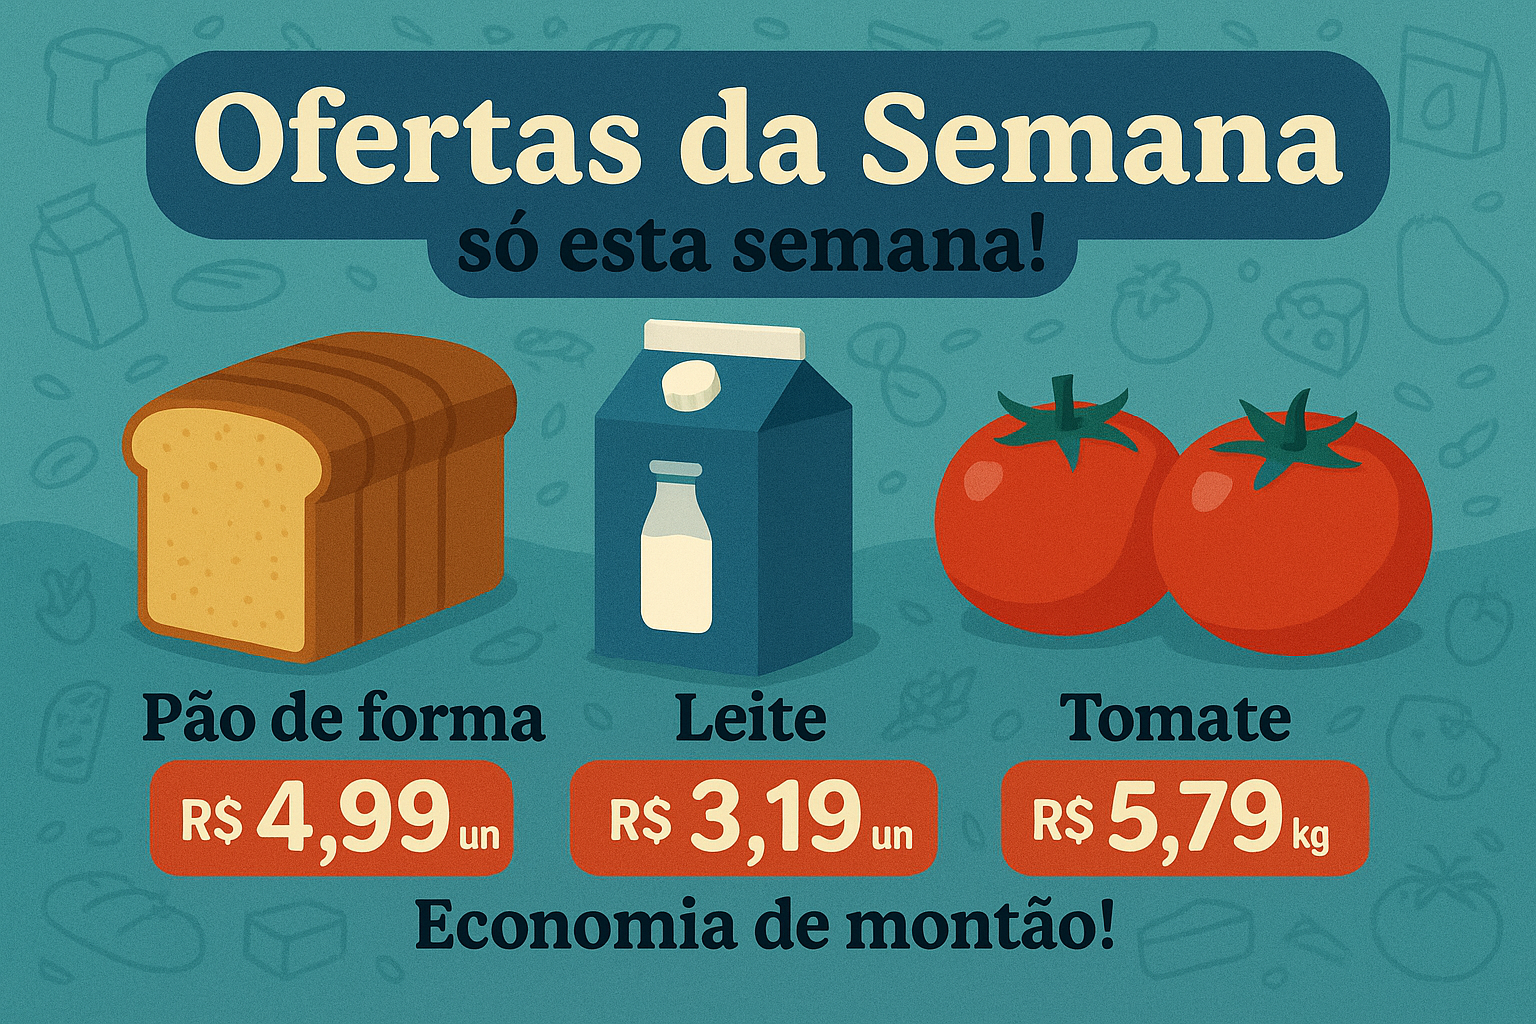 Ofertas da Semana
só esta semana!
Pão de forma
Leite
Tomate
R$ 4,99 un
R$ 3,19 un
R$ 5,79 kg
Economia de montão!